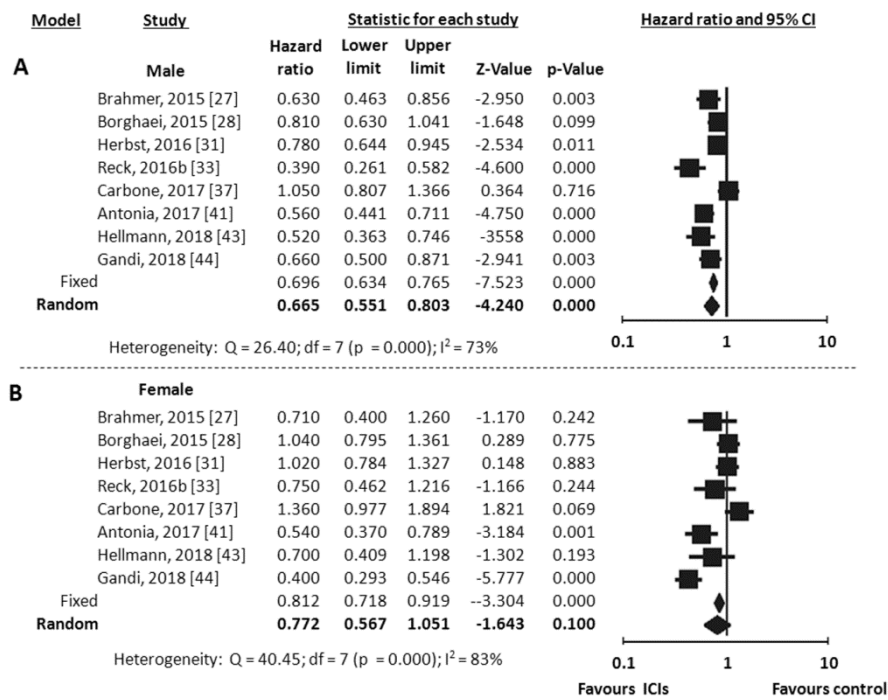 Model Study Statistic for each study Hazard ratio and 95% CI
Hazard ratio Lower limit Upper limit Z-Value p-Value
A Male
Brahmer, 2015 [27] 0.630 0.463 0.856 -2.950 0.003
Borghaei, 2015 [28] 0.810 0.630 1.041 -1.648 0.099
Herbst, 2016 [31] 0.780 0.644 0.945 -2.534 0.011
Reck, 2016b [33] 0.390 0.261 0.582 -4.600 0.000
Carbone, 2017 [37] 1.050 0.807 1.366 0.364 0.716
Antonia, 2017 [41] 0.560 0.441 0.711 -4.750 0.000
Hellmann, 2018 [43] 0.520 0.363 0.746 -3558 0.000
Gandi, 2018 [44] 0.660 0.500 0.871 -2.941 0.003
Fixed 0.696 0.634 0.765 -7.523 0.000
Random 0.665 0.551 0.803 -4.240 0.000
0.1 1 10
Heterogeneity: Q = 26.40; df = 7 (p = 0.000); I² = 73%
B Female
Brahmer, 2015 [27] 0.710 0.400 1.260 -1.170 0.242
Borghaei, 2015 [28] 1.040 0.795 1.361 0.289 0.775
Herbst, 2016 [31] 1.020 0.784 1.327 0.148 0.883
Reck, 2016b [33] 0.750 0.462 1.216 -1.166 0.244
Carbone, 2017 [37] 1.360 0.977 1.894 1.821 0.069
Antonia, 2017 [41] 0.540 0.370 0.789 -3.184 0.001
Hellmann, 2018 [43] 0.700 0.409 1.198 -1.302 0.193
Gandi, 2018 [44] 0.400 0.293 0.546 -5.777 0.000
Fixed 0.812 0.718 0.919 --3.304 0.000
Random 0.772 0.567 1.051 -1.643 0.100
Heterogeneity: Q = 40.45; df = 7 (p = 0.000); I² = 83%
0.1 1 10
Favours ICIs Favours control